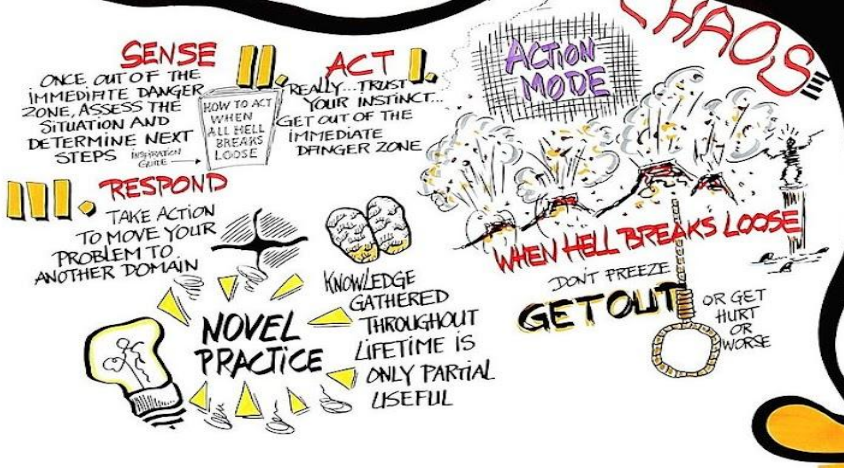 CHAOS
ACTION
MODE
I.
ACT
REALLY... TRUST
YOUR INSTINCT...
GET OUT OF THE
IMMEDIATE
DANGER ZONE
II.
SENSE
ONCE OUT OF THE
IMMEDIATE DANGER
ZONE, ASSESS THE
SITUATION AND
DETERMINE NEXT
STEPS
INSPIRATION
GUIDE
HOW TO ACT
WHEN
ALL HELL
BREAKS
LOOSE
III.
RESPOND
TAKE ACTION
TO MOVE YOUR
PROBLEM TO
ANOTHER DOMAIN
NOVEL
PRACTICE
KNOWLEDGE
GATHERED
THROUGHOUT
LIFETIME IS
ONLY PARTIAL
USEFUL
WHEN HELL BREAKS LOOSE
DON'T FREEZE
GET OUT
OR GET
HURT
OR
WORSE